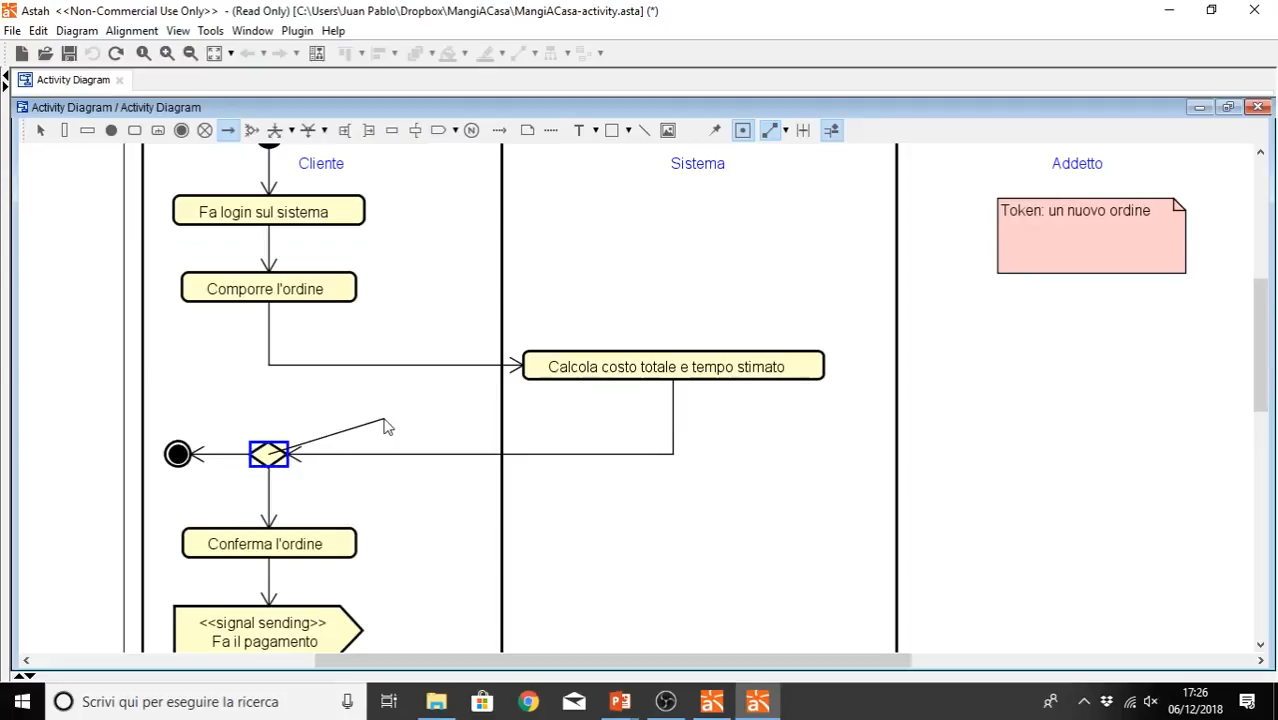 Astah <<Non-Commercial Use Only>> - (Read Only) [C:\Users\Juan Pablo\Dropbox\MangiACasa\MangiACasa-activity.asta] (*)
File Edit Diagram Alignment View Tools Window Plugin Help
Activity Diagram
Activity Diagram / Activity Diagram
N T
Cliente Sistema Addetto
Fa login sul sistema
Token: un nuovo ordine
Comporre l'ordine
Calcola costo totale e tempo stimato
Conferma l'ordine
<<signal sending>>
Fa il pagamento
Scrivi qui per eseguire la ricerca
17:26
06/12/2018